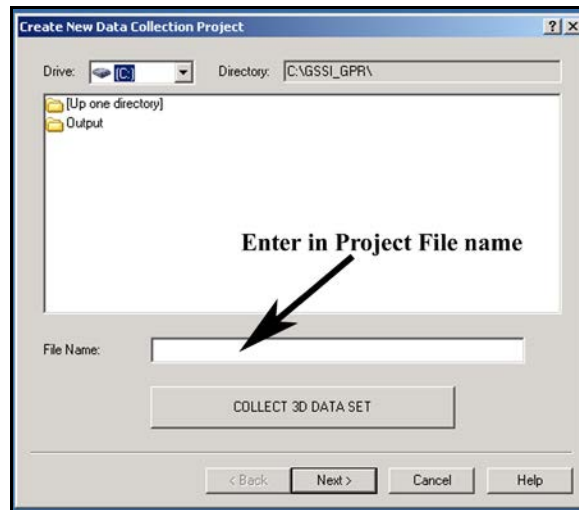 Create New Data Collection Project
Drive: [C:] Directory: C:\GSSI_GPR\
[Up one directory]
Output
Enter in Project File name
File Name:
COLLECT 3D DATA SET
< Back Next > Cancel Help